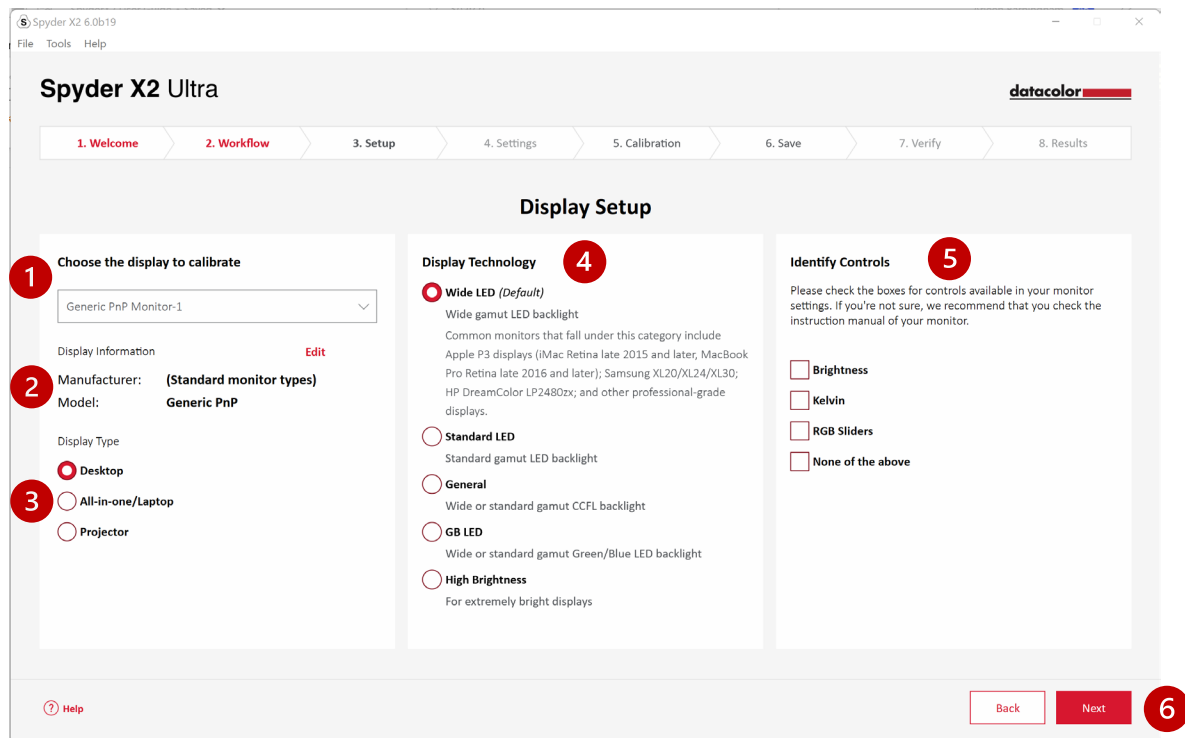 Spyder X2 6.0b19
File Tools Help
Spyder X2 Ultra
datacolor
1. Welcome 2. Workflow 3. Setup 4. Settings 5. Calibration 6. Save 7. Verify 8. Results
Display Setup
1
Choose the display to calibrate
Generic PnP Monitor-1
Display Information Edit
2
Manufacturer: (Standard monitor types)
Model: Generic PnP
Display Type
Desktop
3
All-in-one/Laptop
Projector
Display Technology
4
Wide LED (Default)
Wide gamut LED backlight
Common monitors that fall under this category include
Apple P3 displays (iMac Retina late 2015 and later, MacBook
Pro Retina late 2016 and later); Samsung XL20/XL24/XL30;
HP DreamColor LP2480zx; and other professional-grade
displays.
Standard LED
Standard gamut LED backlight
General
Wide or standard gamut CCFL backlight
GB LED
Wide or standard gamut Green/Blue LED backlight
High Brightness
For extremely bright displays
Identify Controls
5
Please check the boxes for controls available in your monitor
settings. If you're not sure, we recommend that you check the
instruction manual of your monitor.
Brightness
Kelvin
RGB Sliders
None of the above
? Help
Back
Next
6